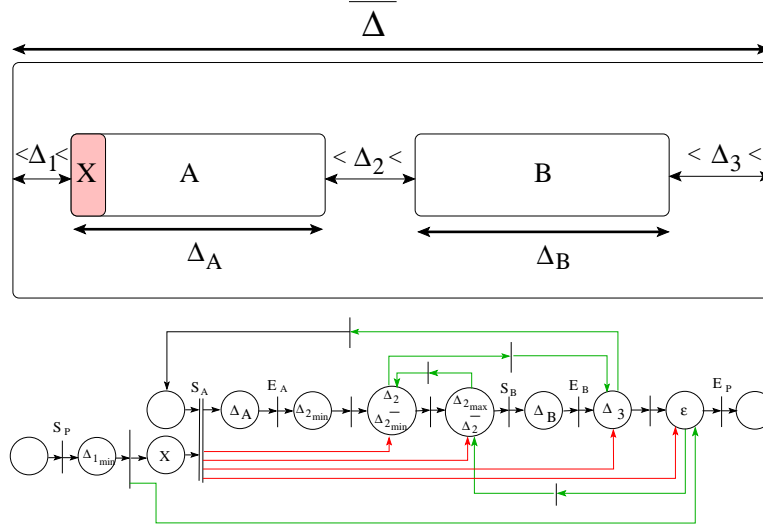 Δ
<Δ1< X A < Δ2 < B < Δ3 <
ΔA ΔB
SA EA SB EB EP
ΔA Δ2min Δ2 - Δ2min Δ2max - Δ2 ΔB Δ3 ε
SP
Δ1min X